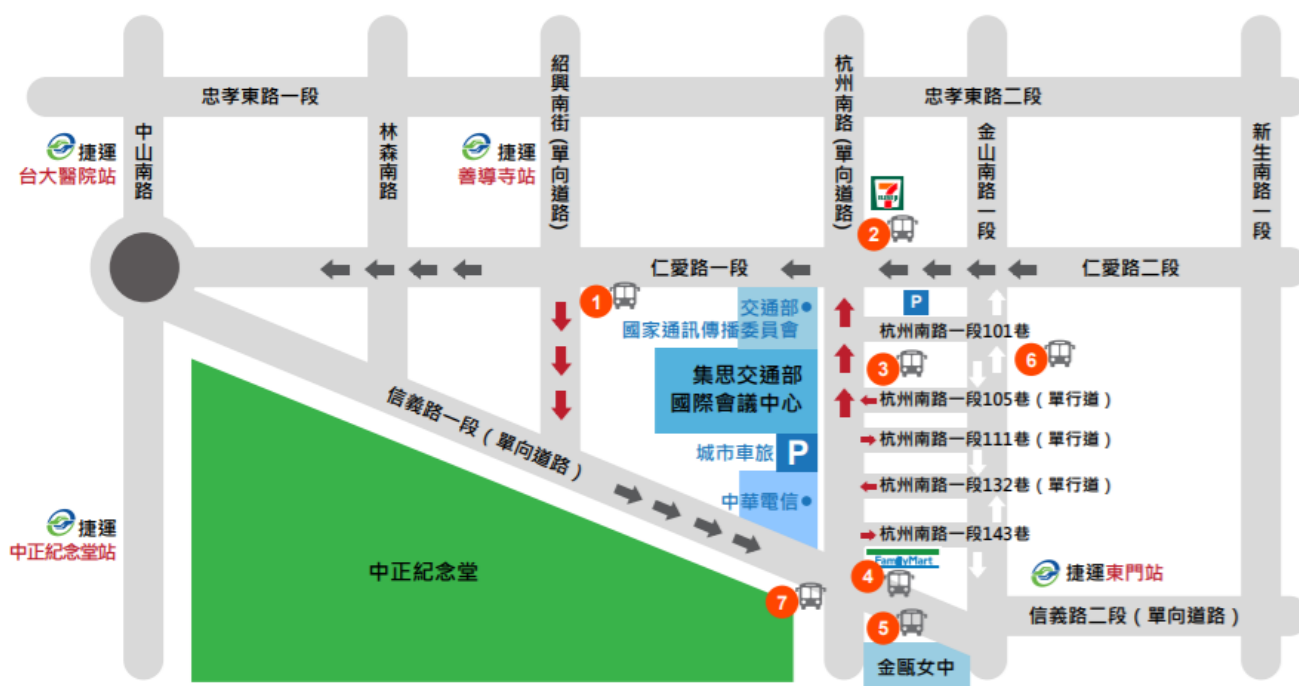 忠孝東路一段
忠孝東路二段
中山南路
林森南路
紹興南街(單向道路)
杭州南路(單向道路)
金山南路一段
新生南路一段
捷運
台大醫院站
捷運
善導寺站
7
2
仁愛路一段
仁愛路二段
1
交通部
國家通訊傳播委員會
P
杭州南路一段101巷
3
6
集思交通部
國際會議中心
杭州南路一段105巷(單行道)
信義路一段(單向道路)
城市車旅
P
杭州南路一段111巷(單行道)
中華電信
杭州南路一段132巷(單行道)
捷運
中正紀念堂站
杭州南路一段143巷
FamilyMart
中正紀念堂
4
捷運東門站
7
5
信義路二段(單向道路)
金甌女中